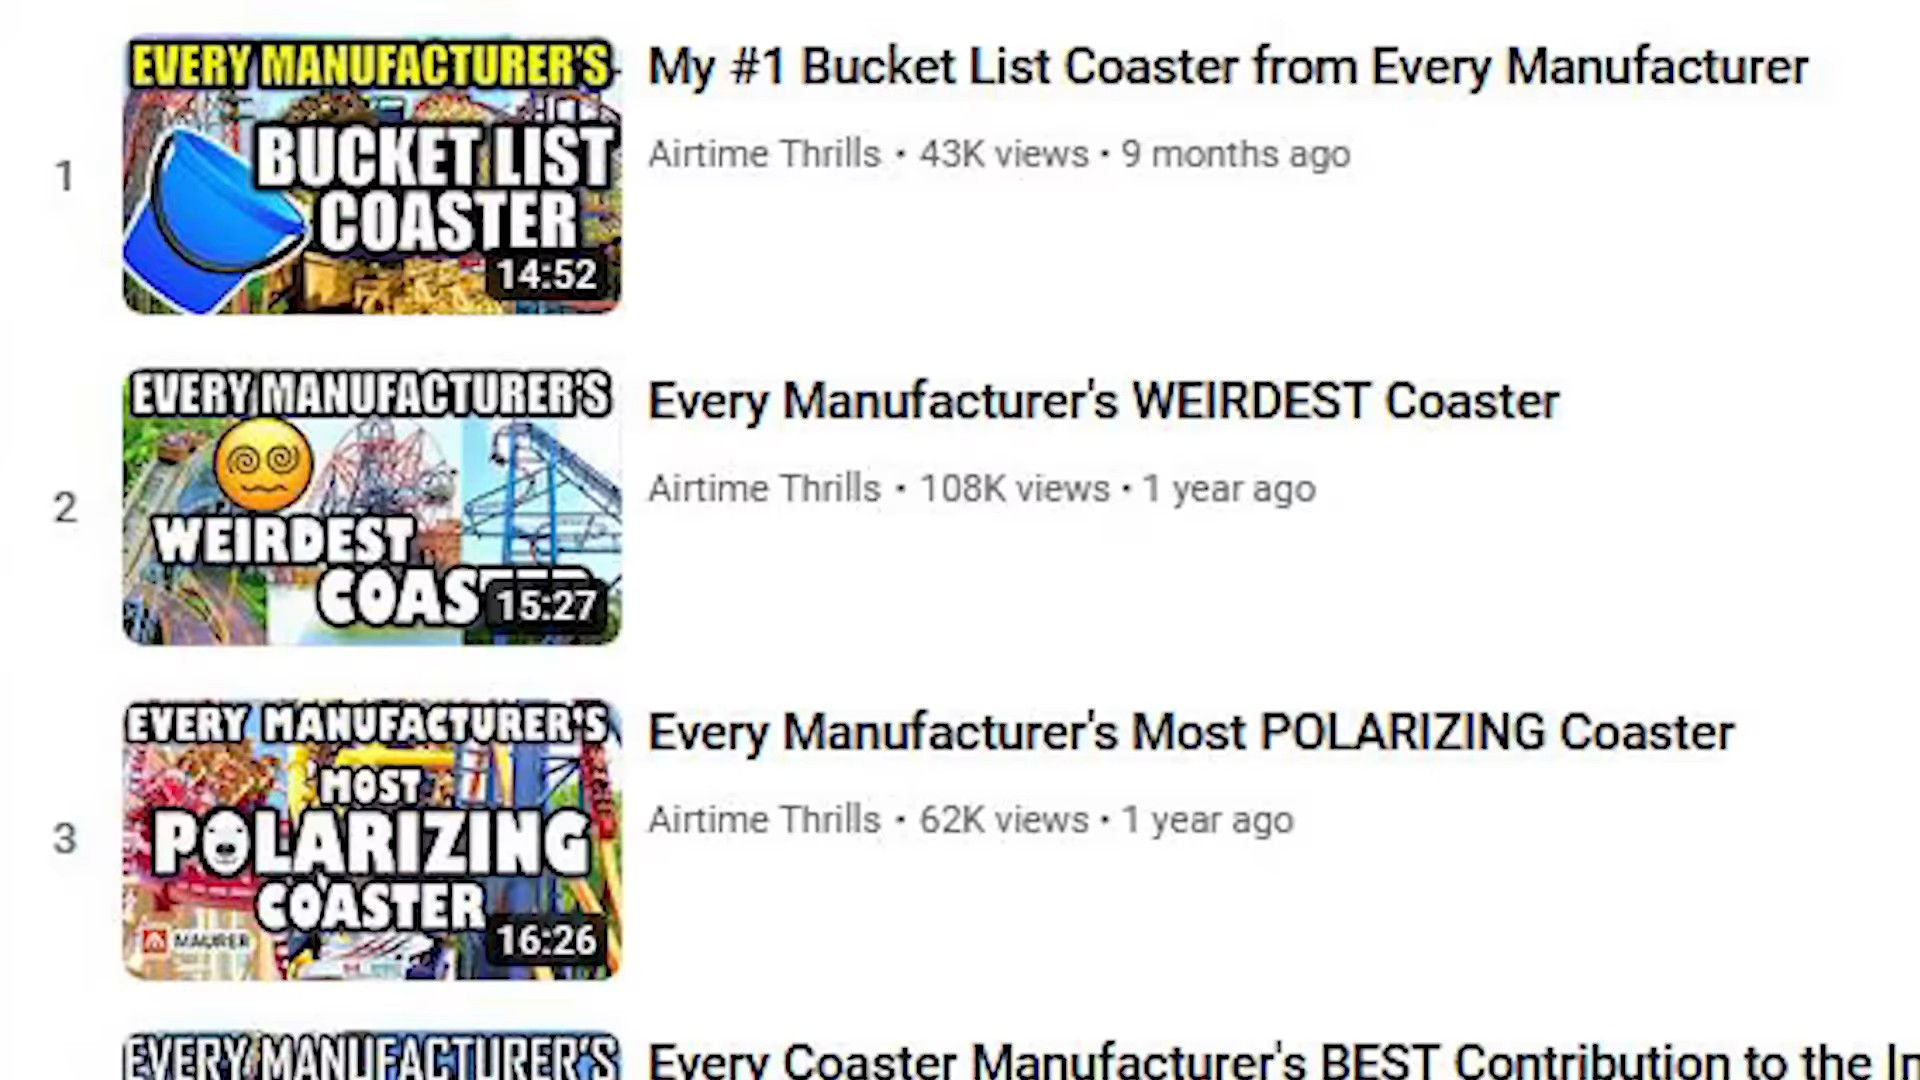 1
EVERY MANUFACTURER'S
BUCKET LIST
COASTER
14:52
My #1 Bucket List Coaster from Every Manufacturer
Airtime Thrills • 43K views • 9 months ago
2
EVERY MANUFACTURER'S
WEIRDEST
COAS
15:27
Every Manufacturer's WEIRDEST Coaster
Airtime Thrills • 108K views • 1 year ago
3
EVERY MANUFACTURER'S
MOST
POLARIZING
COASTER
MAURER
16:26
Every Manufacturer's Most POLARIZING Coaster
Airtime Thrills • 62K views • 1 year ago
EVERY MANUFACTURER'S
Every Coaster Manufacturer's BEST Contribution to the